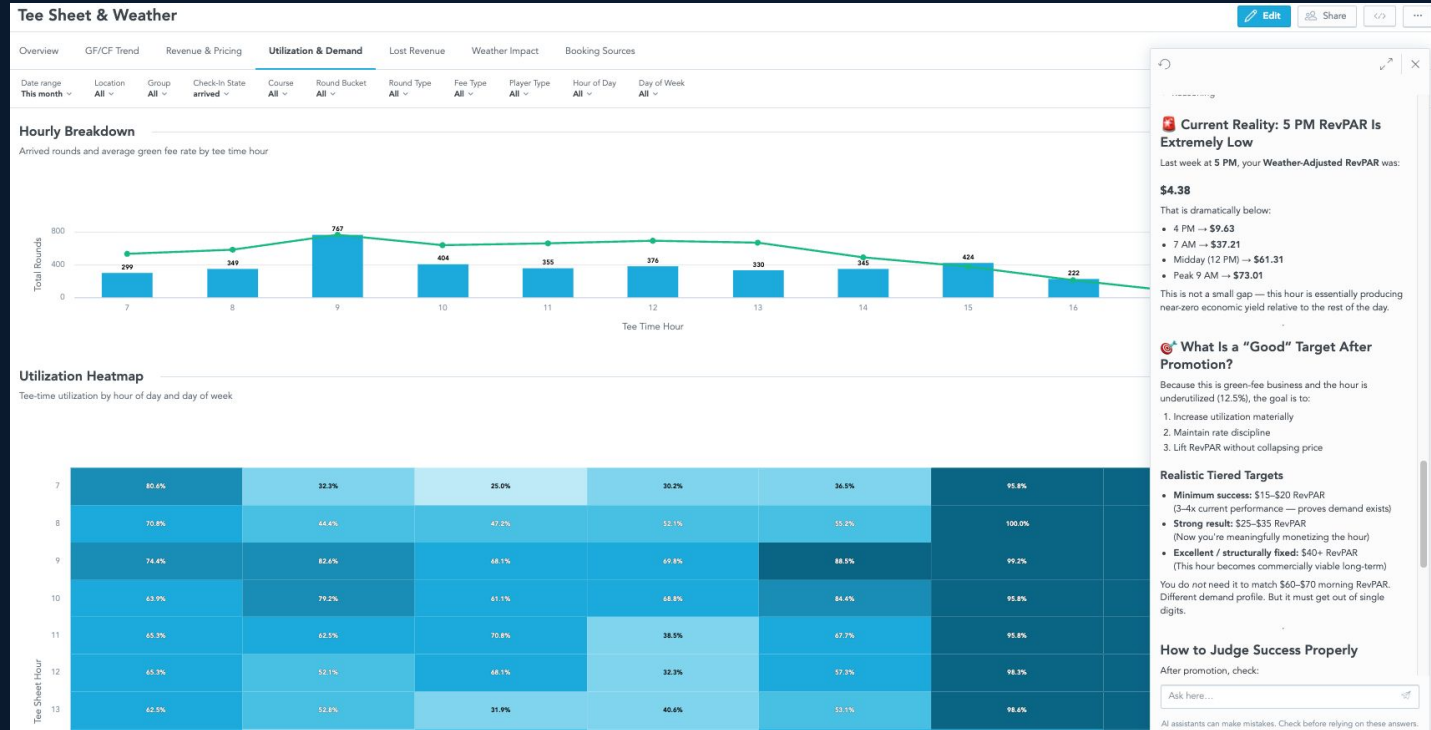 Tee Sheet & Weather
Edit
Share
Overview
GF/CF Trend
Revenue & Pricing
Utilization & Demand
Lost Revenue
Weather Impact
Booking Sources
Date range
This month
Location
All
Group
All
Check-In State
arrived
Course
All
Round Bucket
All
Round Type
All
Fee Type
All
Player Type
All
Hour of Day
All
Day of Week
All
Hourly Breakdown
Arrived rounds and average green fee rate by tee time hour
Total Rounds
800
400
0
299
349
767
404
355
376
330
345
424
222
7
8
9
10
11
12
13
14
15
16
Tee Time Hour
Utilization Heatmap
Tee-time utilization by hour of day and day of week
Tee Sheet Hour
7 80.6% 32.3% 25.0% 30.2% 36.5% 95.8%
8 70.8% 44.4% 47.2% 52.1% 55.2% 100.0%
9 74.4% 82.6% 68.1% 69.8% 88.5% 99.2%
10 63.9% 79.2% 61.1% 68.8% 84.4% 95.8%
11 65.3% 62.5% 70.8% 38.5% 67.7% 95.8%
12 65.3% 52.1% 68.1% 32.3% 57.3% 98.3%
13 62.5% 52.8% 31.9% 40.6% 53.1% 98.6%
🚨 Current Reality: 5 PM RevPAR Is
Extremely Low
Last week at 5 PM, your Weather-Adjusted RevPAR was:
$4.38
That is dramatically below:
• 4 PM → $9.63
• 7 AM → $37.21
• Midday (12 PM) → $61.31
• Peak 9 AM → $73.01
This is not a small gap — this hour is essentially producing
near-zero economic yield relative to the rest of the day.
🎯 What Is a “Good” Target After
Promotion?
Because this is green-fee business and the hour is
underutilized (12.5%), the goal is to:
1. Increase utilization materially
2. Maintain rate discipline
3. Lift RevPAR without collapsing price
Realistic Tiered Targets
• Minimum success: $15–$20 RevPAR
(3–4x current performance — proves demand exists)
• Strong result: $25–$35 RevPAR
(Now you're meaningfully monetizing the hour)
• Excellent / structurally fixed: $40+ RevPAR
(This hour becomes commercially viable long-term)
You do not need it to match $60–$70 morning RevPAR.
Different demand profile. But it must get out of single
digits.
How to Judge Success Properly
After promotion, check:
Ask here...
AI assistants can make mistakes. Check before relying on these answers.